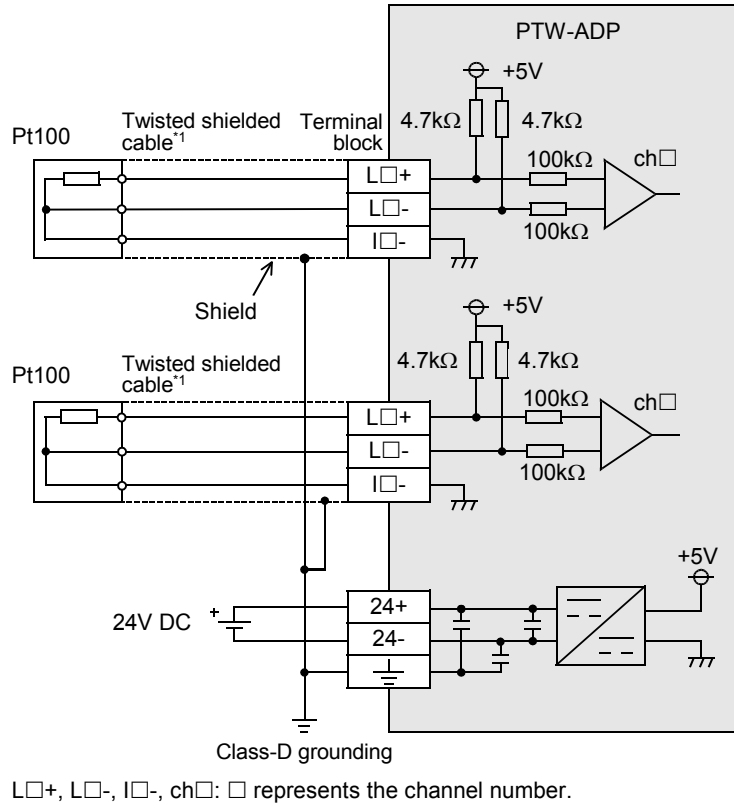 PTW-ADP
+5V
4.7kΩ
4.7kΩ
Pt100
Twisted shielded
cable*1
Terminal
block
100kΩ
ch□
L□+
L□-
I□-
100kΩ
Shield
+5V
4.7kΩ
4.7kΩ
Pt100
Twisted shielded
cable*1
100kΩ
ch□
L□+
L□-
I□-
100kΩ
+5V
24V DC
+
24+
24-
Class-D grounding
L□+, L□-, I□-, ch□: □ represents the channel number.